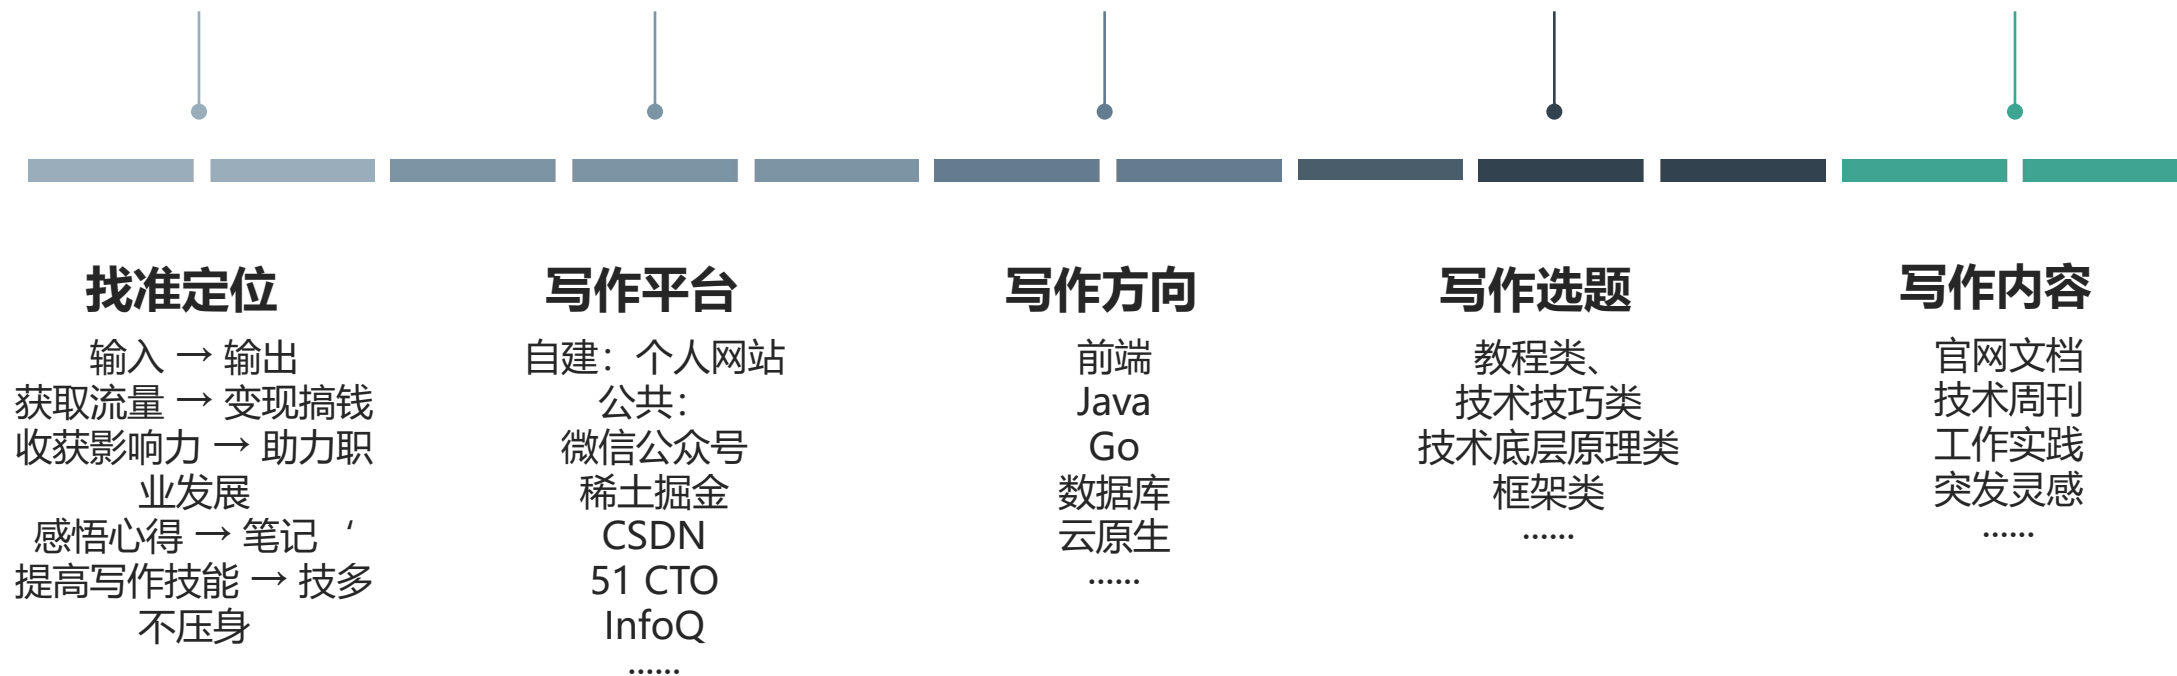 找准定位
输入 → 输出
获取流量 → 变现搞钱
收获影响力 → 助力职
业发展
感悟心得 → 笔记‘
提高写作技能 → 技多
不压身
写作平台
自建：个人网站
公共：
微信公众号
稀土掘金
CSDN
51 CTO
InfoQ
……
写作方向
前端
Java
Go
数据库
云原生
……
写作选题
教程类、
技术技巧类
技术底层原理类
框架类
……
写作内容
官网文档
技术周刊
工作实践
突发灵感
……